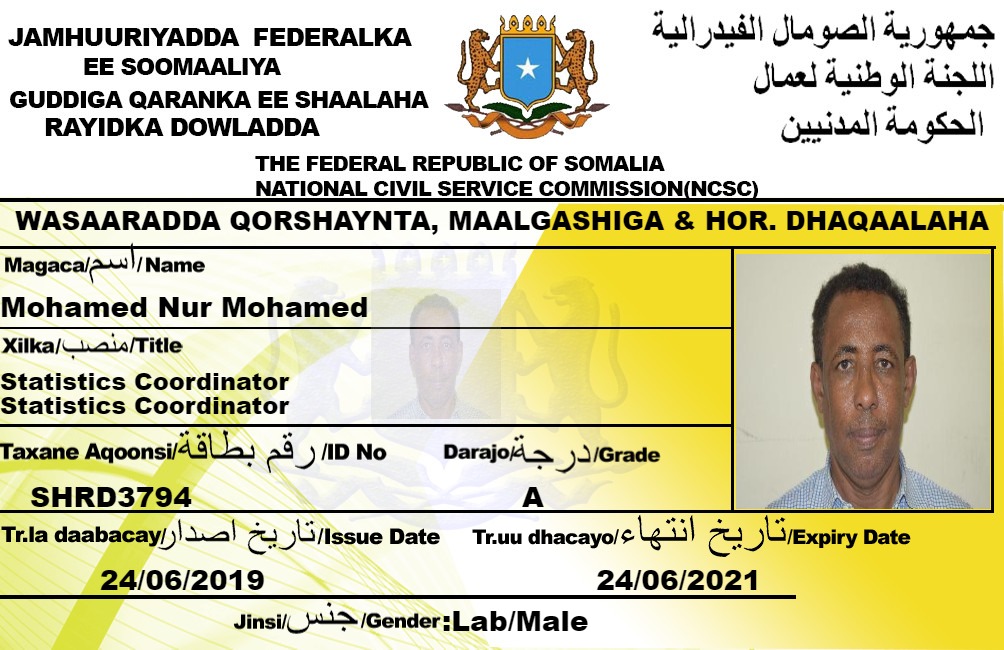 JAMHUURIYADDA FEDERALKA
EE SOOMAALIYA
GUDDIGA QARANKA EE SHAALAHA
RAYIDKA DOWLADDA
جمهورية الصومال الفيدرالية
اللجنة الوطنية لعمال
الحكومة المدنيين
THE FEDERAL REPUBLIC OF SOMALIA
NATIONAL CIVIL SERVICE COMMISSION(NCSC)
WASAARADDA QORSHAYNTA, MAALGASHIGA & HOR. DHAQAALAHA
Magaca/اسم/Name
Mohamed Nur Mohamed
Xilka/منصب/Title
Statistics Coordinator
Statistics Coordinator
Taxane Aqoonsi/رقم بطاقة/ID No
Darajo/درجة/Grade
SHRD3794
A
Tr.la daabacay/تاريخ اصدار/Issue Date
Tr.uu dhacayo/تاريخ انتهاء/Expiry Date
24/06/2019
24/06/2021
Jinsi/جنس/Gender:Lab/Male